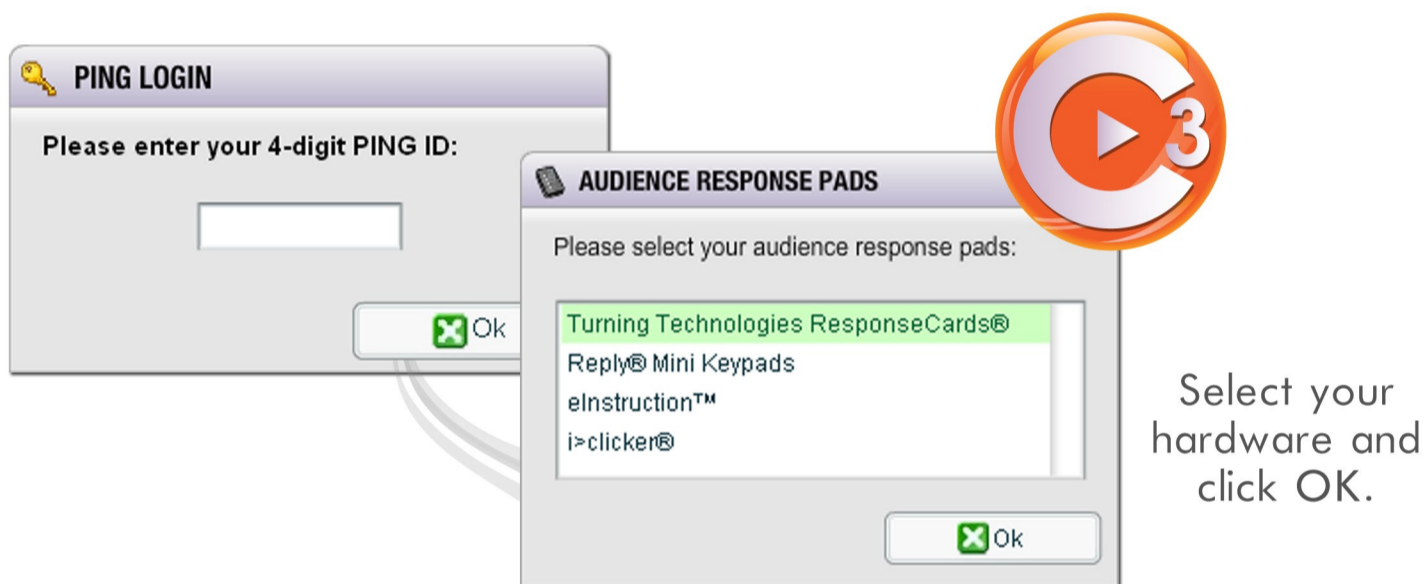 PING LOGIN
Please enter your 4-digit PING ID:
Ok
AUDIENCE RESPONSE PADS
Please select your audience response pads:
Turning Technologies ResponseCards®
Reply® Mini Keypads
eInstruction™
i>clicker®
Ok
C3
Select your
hardware and
click OK.